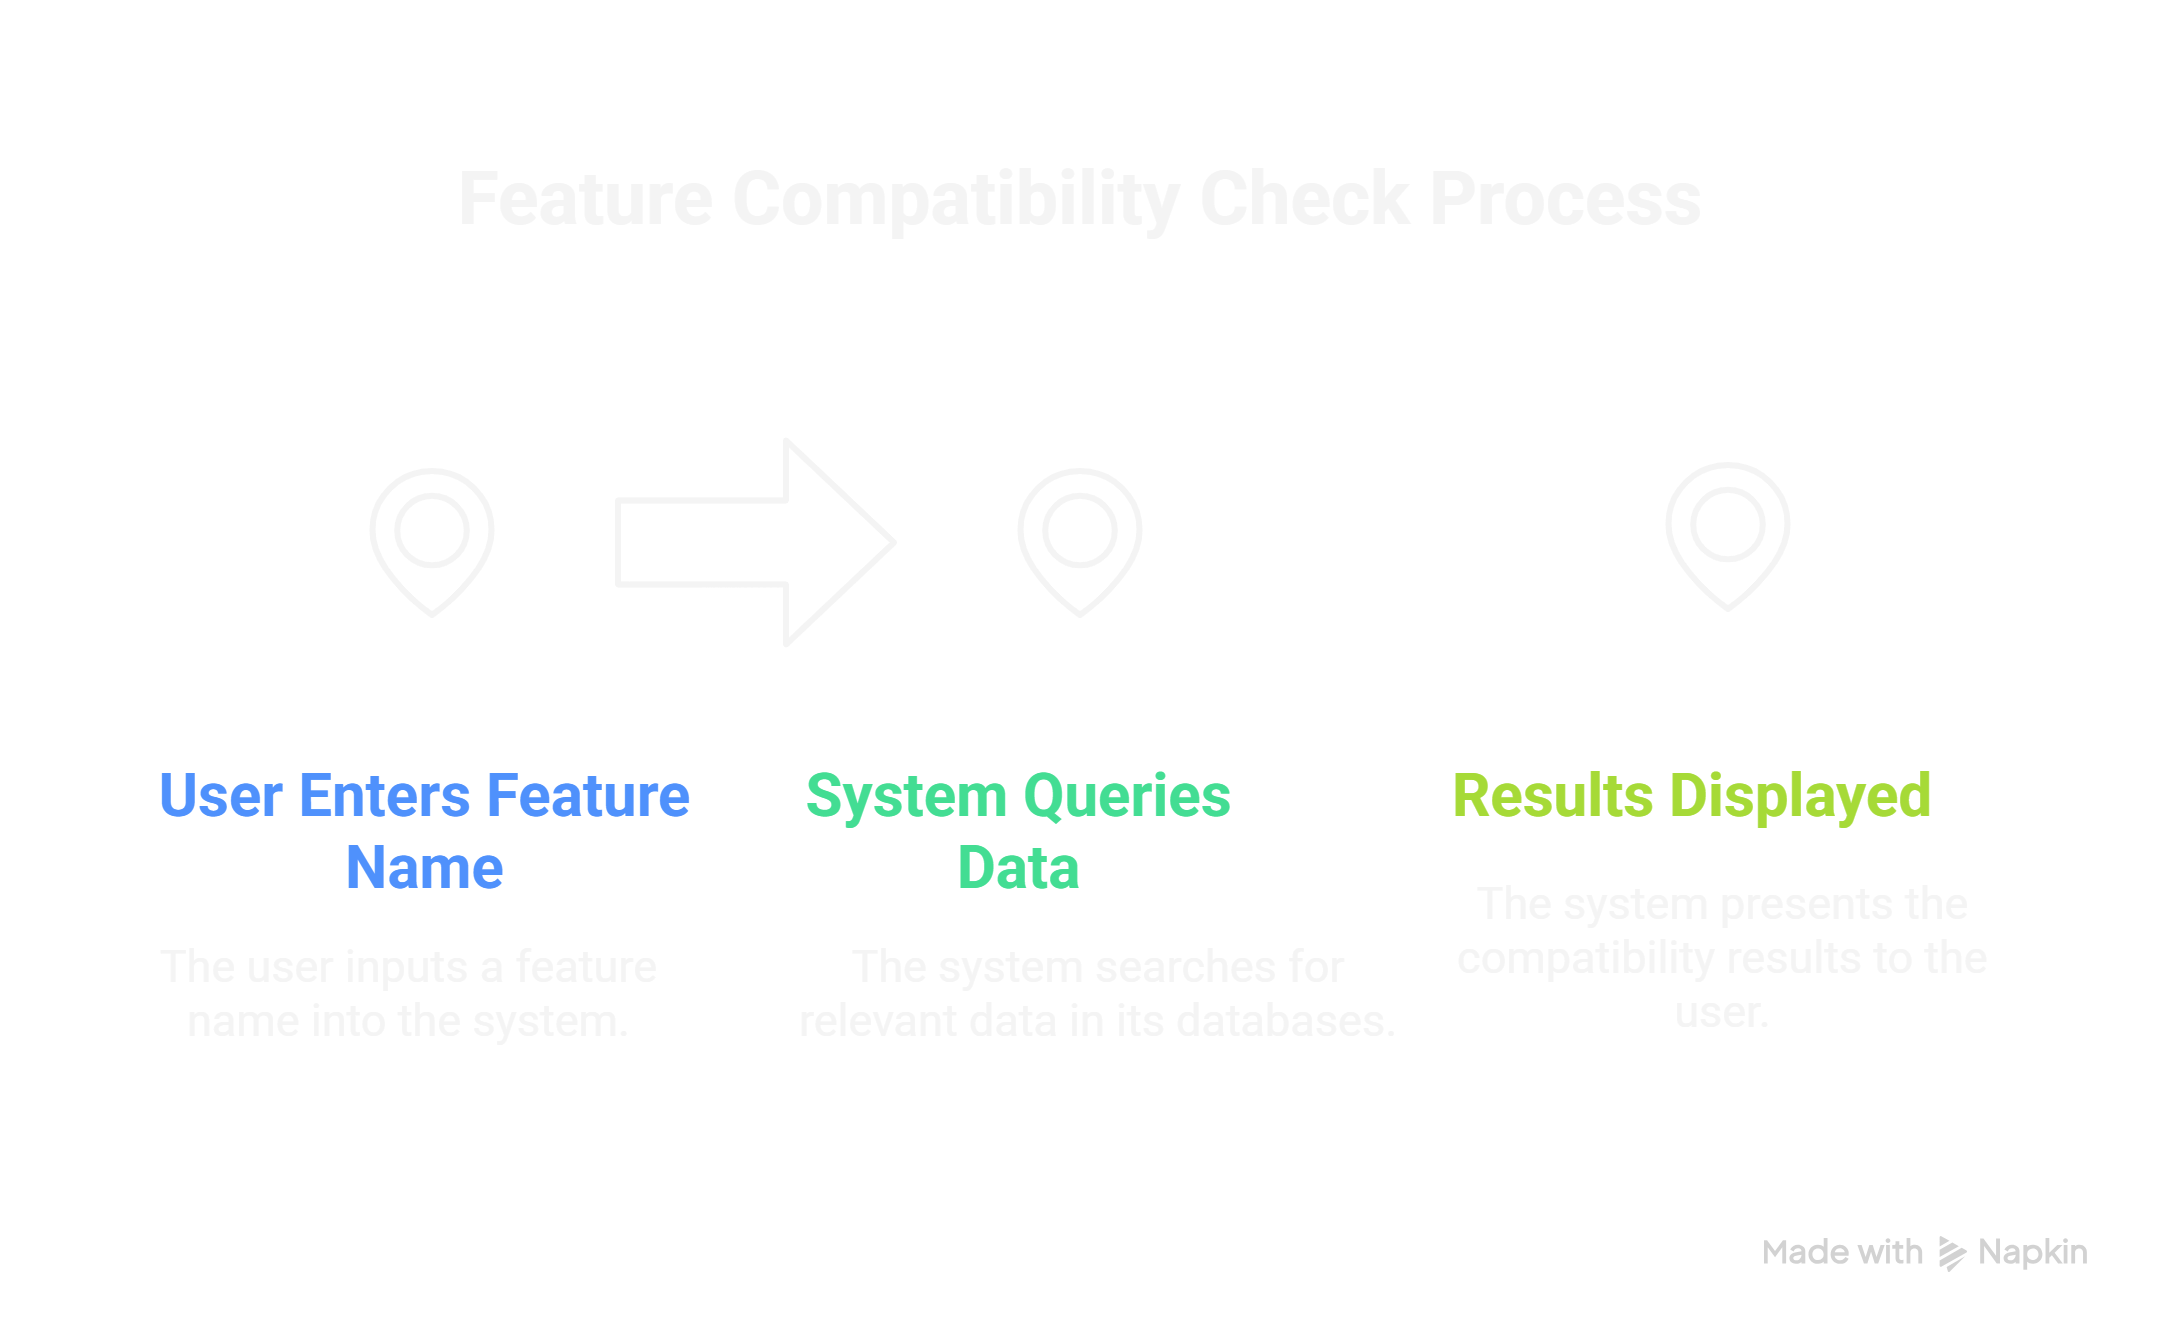 Feature Compatibility Check Process
User Enters Feature
Name
The user inputs a feature
name into the system.
System Queries
Data
The system searches for
relevant data in its databases.
Results Displayed
The system presents the
compatibility results to the
user.
Made with Napkin